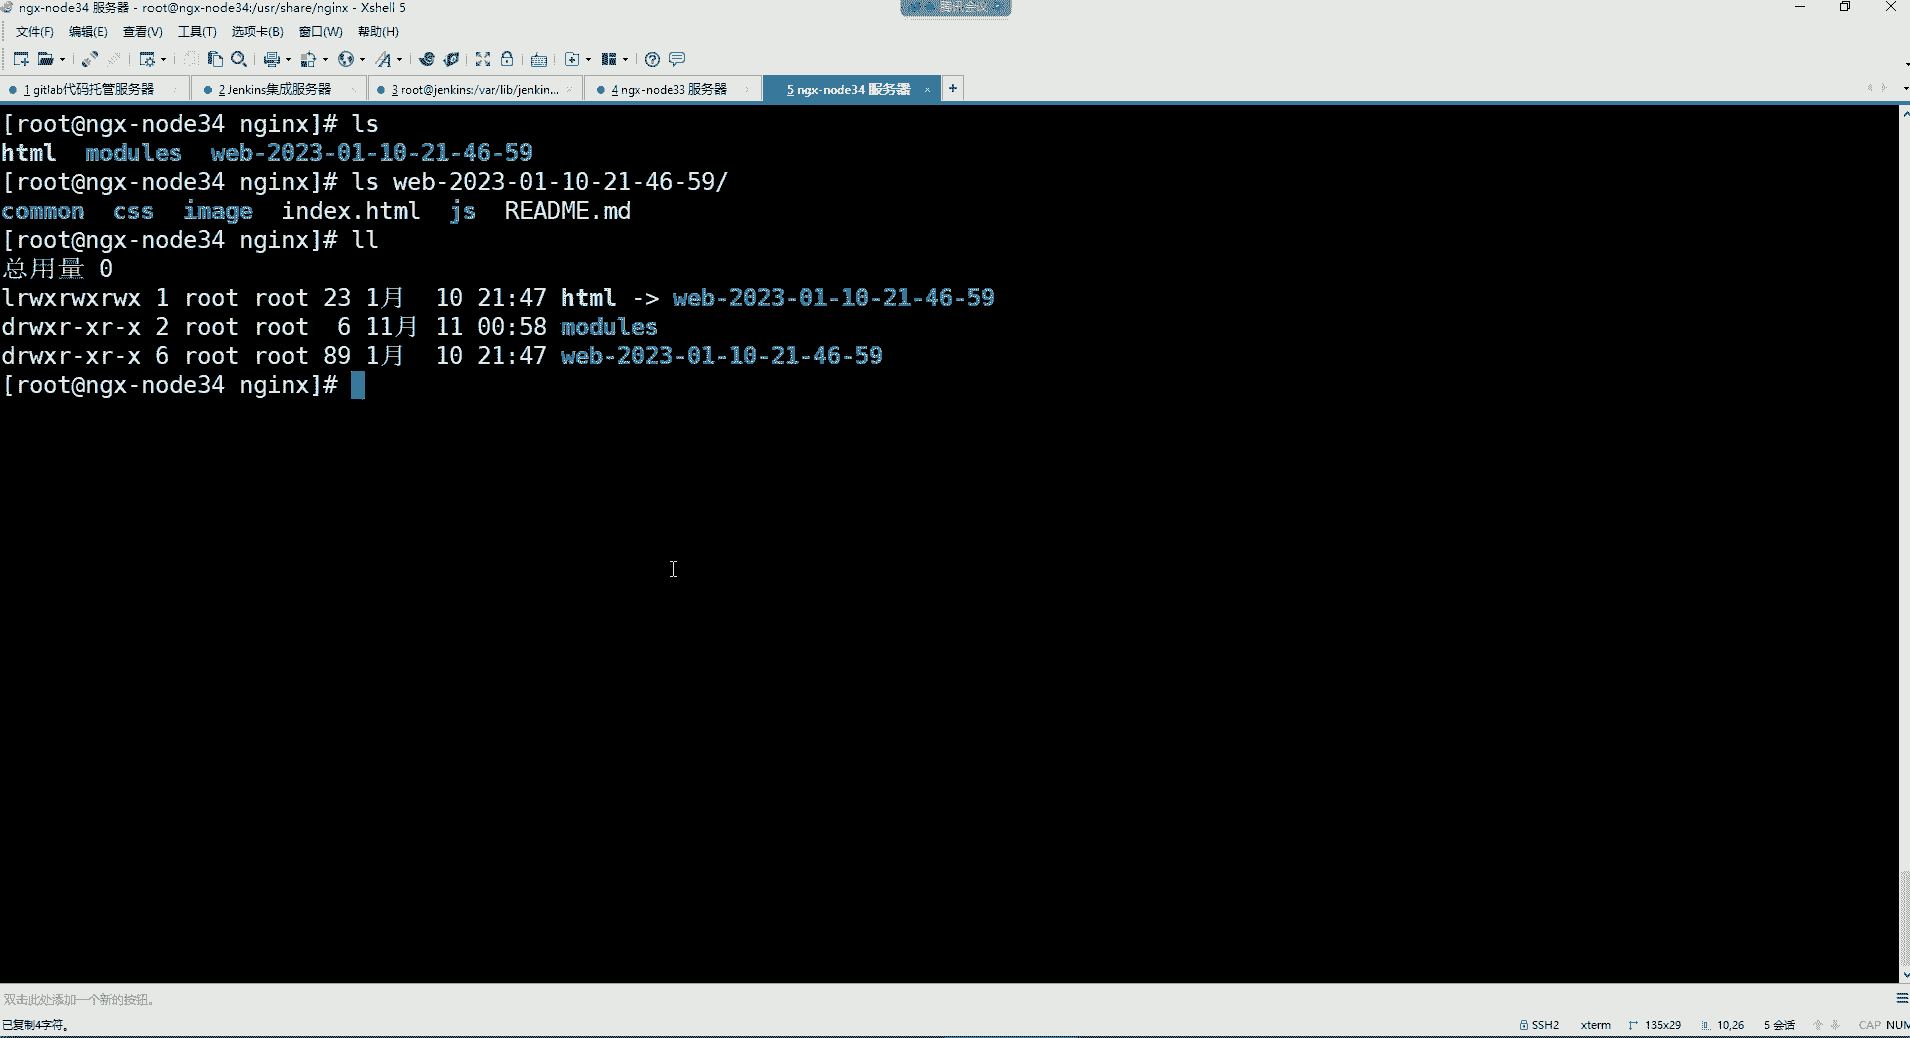 ngx-node34 服务器 - root@ngx-node34:/usr/share/nginx - Xshell 5
腾讯会议
文件(F) 编辑(E) 查看(V) 工具(T) 选项卡(B) 窗口(W) 帮助(H)
1 gitlab代码托管服务器 × 2 Jenkins集成服务器 × 3 root@jenkins:/var/lib/jenkin... × 4 ngx-node33 服务器 × 5 ngx-node34 服务器 × +
[root@ngx-node34 nginx]# ls
html modules web-2023-01-10-21-46-59
[root@ngx-node34 nginx]# ls web-2023-01-10-21-46-59/
common css image index.html js README.md
[root@ngx-node34 nginx]# ll
总用量 0
lrwxrwxrwx 1 root root 23 1月 10 21:47 html -> web-2023-01-10-21-46-59
drwxr-xr-x 2 root root 6 11月 11 00:58 modules
drwxr-xr-x 6 root root 89 1月 10 21:47 web-2023-01-10-21-46-59
[root@ngx-node34 nginx]#
双击此处添加一个新的按钮。
已复制4字符。 SSH2 xterm 135x29 10,26 5 会话 CAP NUM